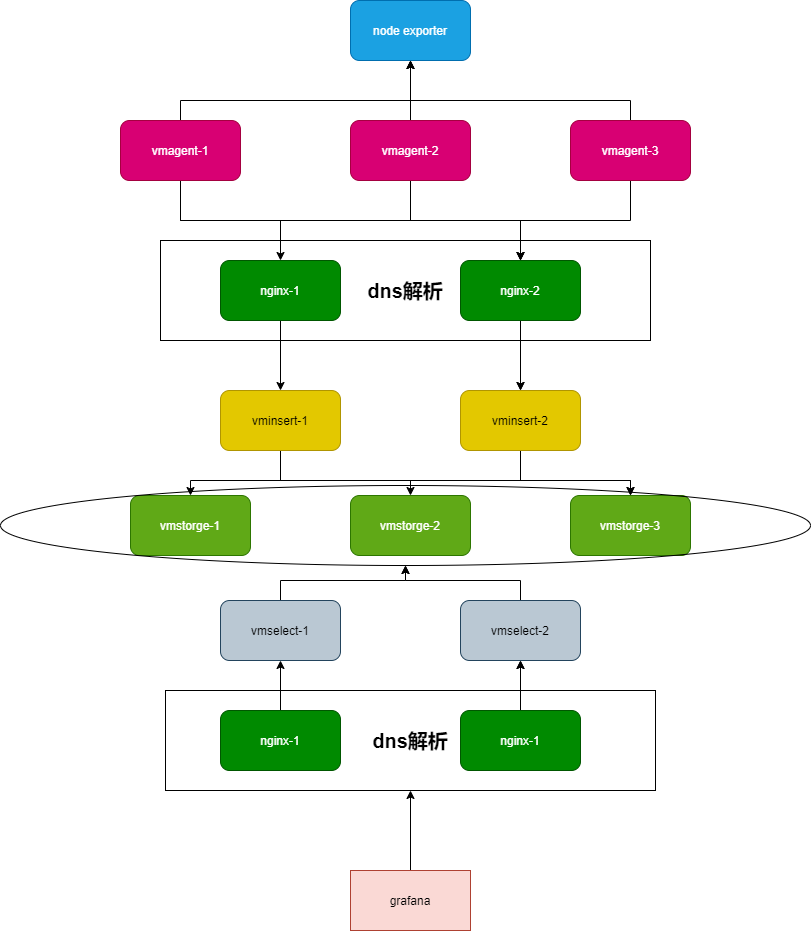 node exporter
vmagent-1
vmagent-2
vmagent-3
nginx-1
dns解析
nginx-2
vminsert-1
vminsert-2
vmstorge-1
vmstorge-2
vmstorge-3
vmselect-1
vmselect-2
nginx-1
dns解析
nginx-1
grafana